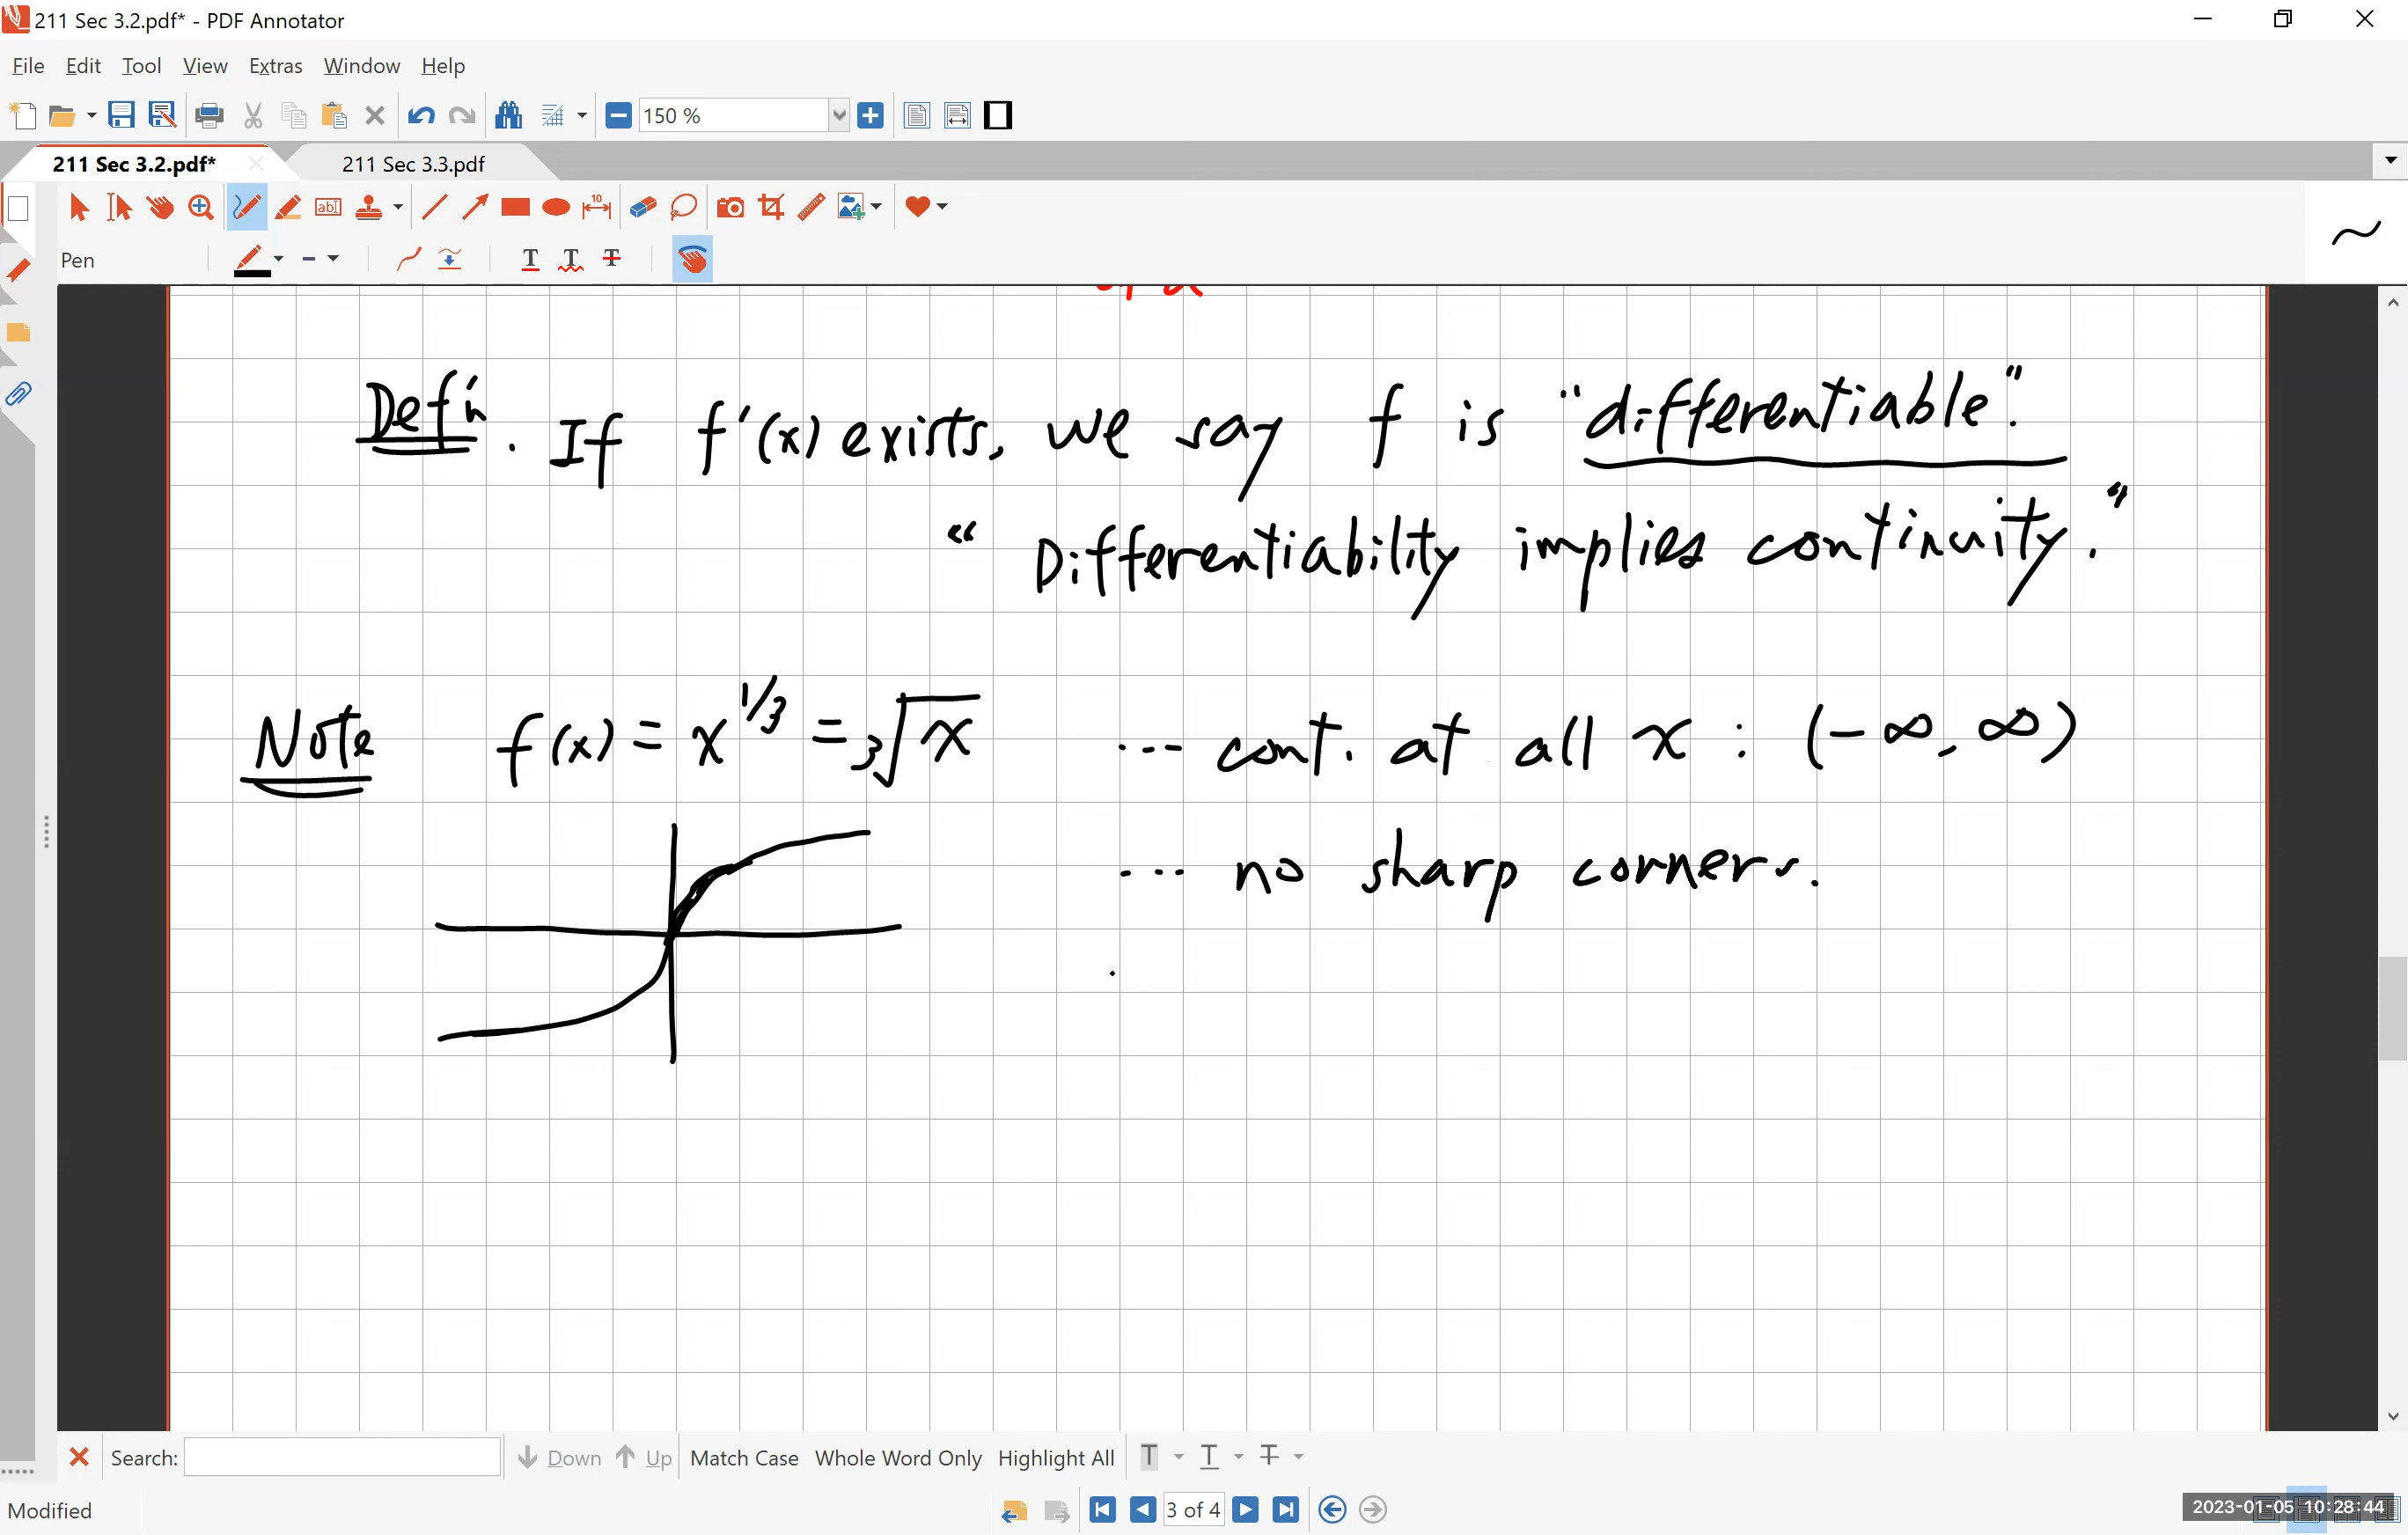 211 Sec 3.2.pdf* - PDF Annotator
File Edit Tool View Extras Window Help
150 %
211 Sec 3.2.pdf* 211 Sec 3.3.pdf
Pen
Def'n. If f'(x) exists, we say f is "differentiable."
"Differentiability implies continuity."
Note f(x) = x^1/3 = ³√x ... cont. at all x : (-∞, ∞)
... no sharp corners.
Search: Down Up Match Case Whole Word Only Highlight All
Modified 3 of 4 2023-01-05 10:28:44